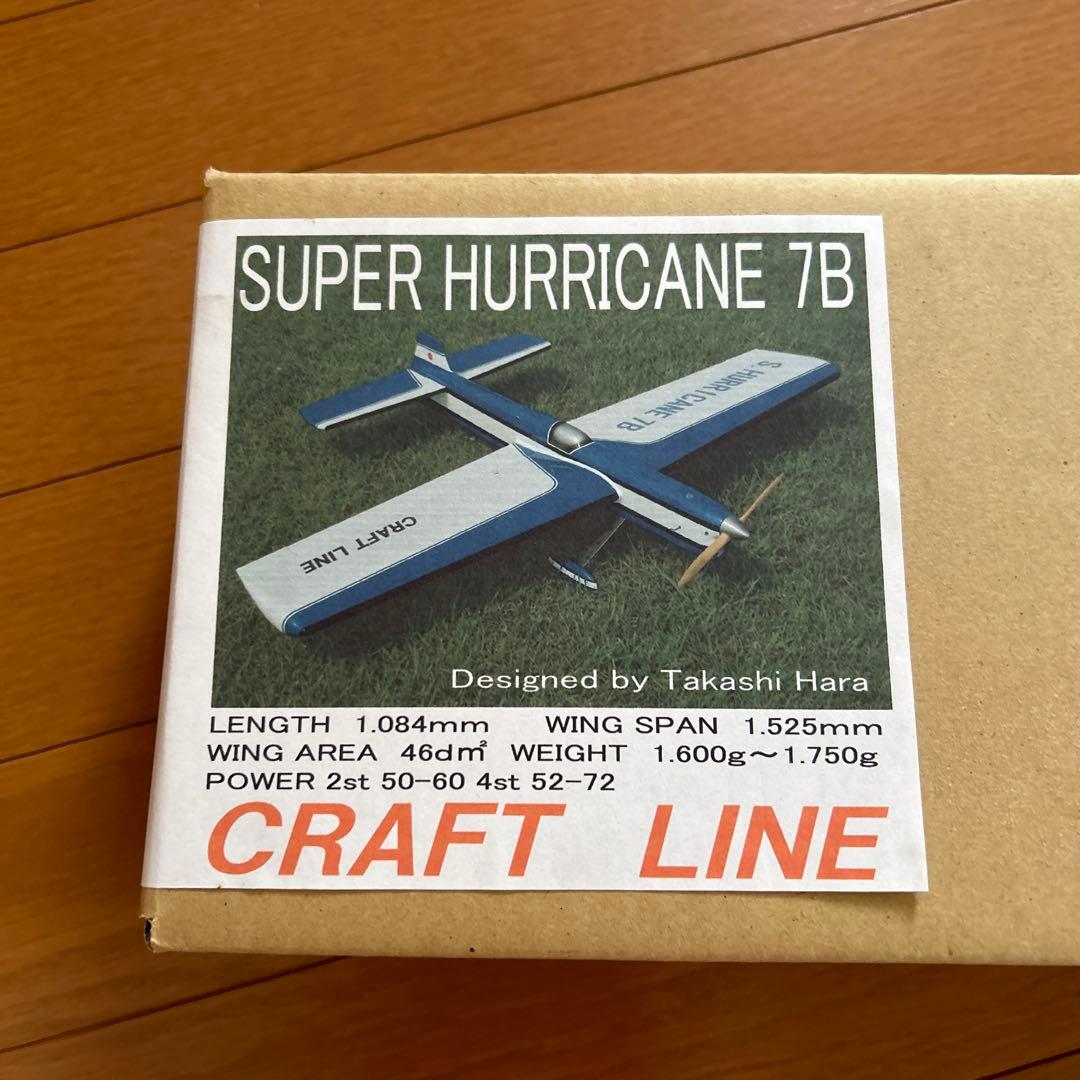 SUPER HURRICANE 7B
S. HURRICANE 7B
CRAFT LINE
Designed by Takashi Hara
LENGTH 1.084mm WING SPAN 1.525mm
WING AREA 46dm² WEIGHT 1.600g～1.750g
POWER 2st 50-60 4st 52-72
CRAFT LINE